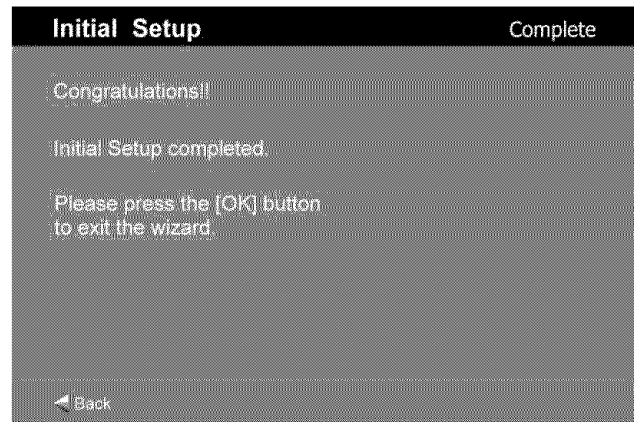 Initial Setup Complete
Congratulations!!
Initial Setup completed.
Please press the [OK] button
to exit the wizard.
Back